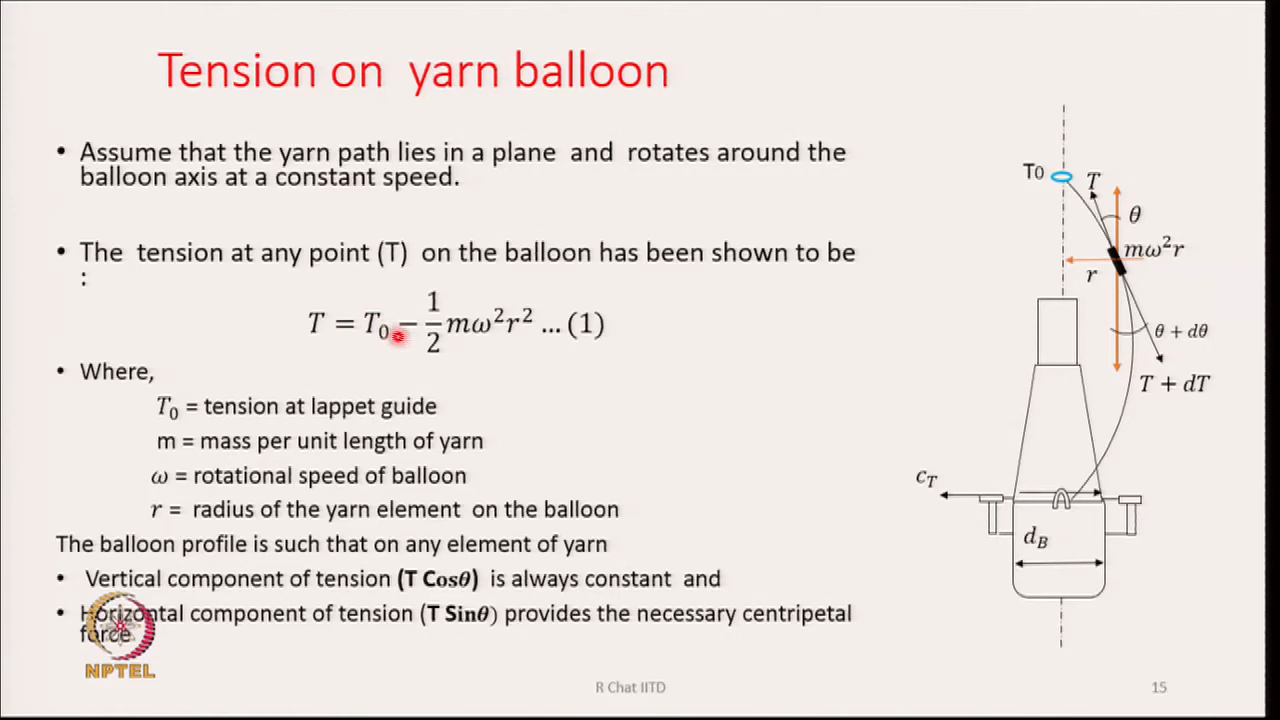 Tension on yarn balloon
• Assume that the yarn path lies in a plane and rotates around the
balloon axis at a constant speed.
• The tension at any point (T) on the balloon has been shown to be
:
T = T₀ − 1/2 mω²r² … (1)
• Where,
T₀ = tension at lappet guide
m = mass per unit length of yarn
ω = rotational speed of balloon
r = radius of the yarn element on the balloon
The balloon profile is such that on any element of yarn
• Vertical component of tension (T Cosθ) is always constant and
• Horizontal component of tension (T Sinθ) provides the necessary centripetal
force
NPTEL
R Chat IITD
15
T0
T
θ
mω²r
r
θ + dθ
T + dT
c_T
d_B